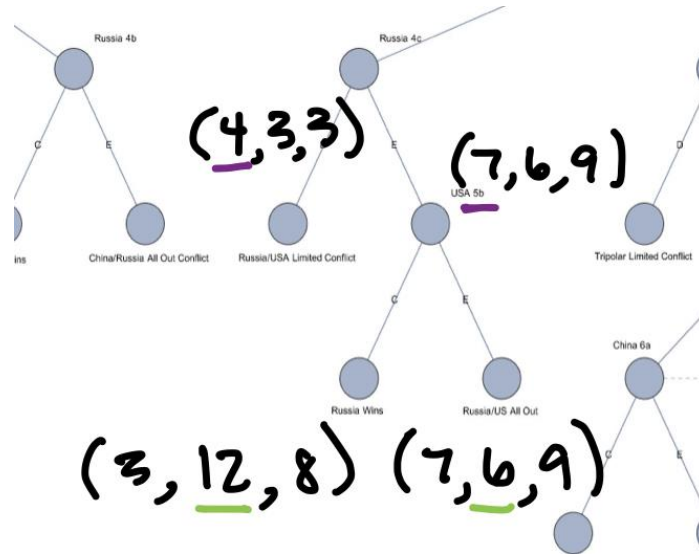 Russia 4b
Russia 4c
C
E
E
D
(4,3,3)
(7,6,9)
USA 5b
ins
China/Russia All Out Conflict
Russia/USA Limited Conflict
Tripolar Limited Conflict
C
E
China 6a
Russia Wins
Russia/US All Out
(3,12,8)
(7,6,9)
C
E